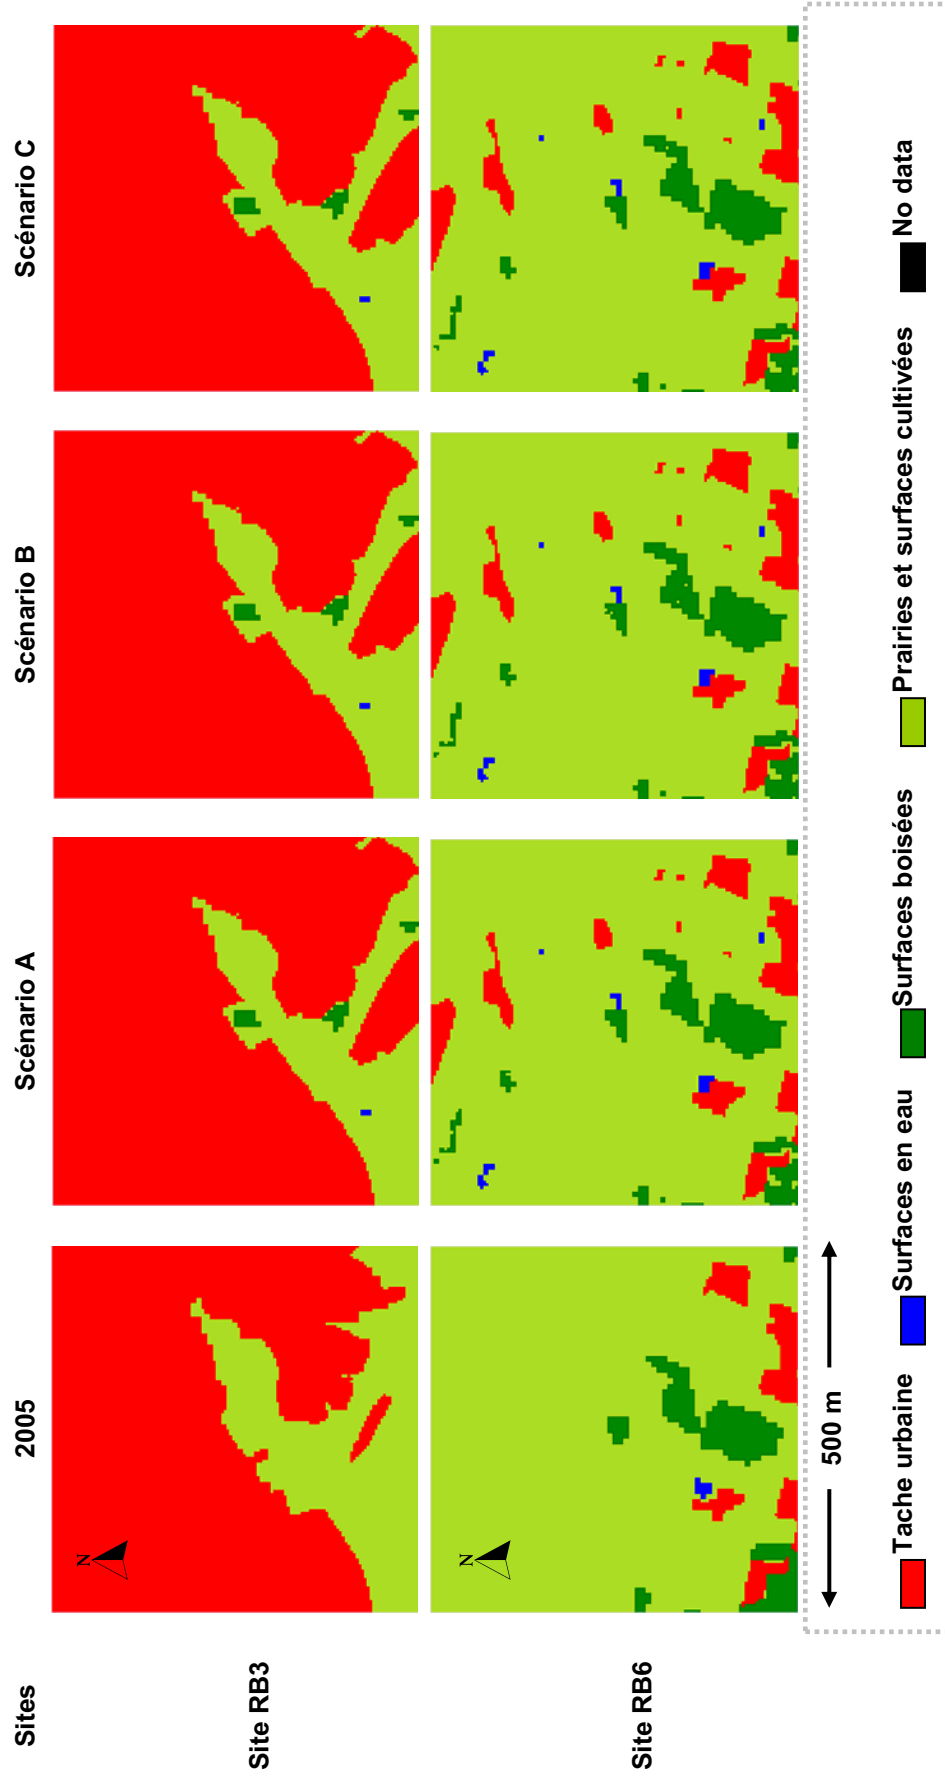 Sites
2005
Scénario A
Scénario B
Scénario C
Site RB3
N
Site RB6
N
500 m
Tache urbaine
Surfaces en eau
Surfaces boisées
Prairies et surfaces cultivées
No data